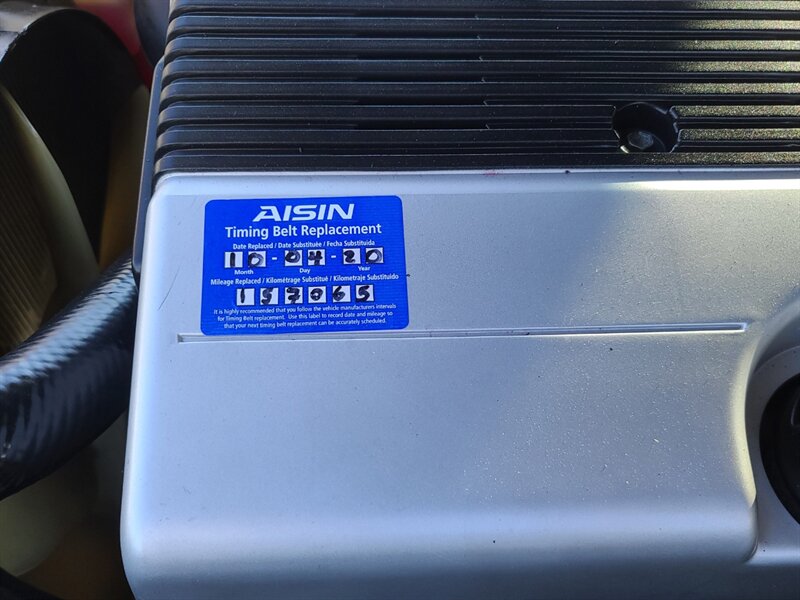 AISIN
Timing Belt Replacement
Date Replaced / Date Substituée / Fecha Substituida
10-04-20
Month Day Year
Mileage Replaced / Kilométrage Substitué / Kilometraje Substituido
152065
It is highly recommended that you follow the vehicle manufacturers intervals
for Timing Belt replacement. Use this label to record date and mileage so
that your next timing belt replacement can be accurately scheduled.